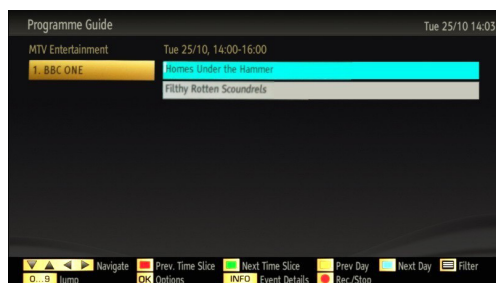 Programme Guide Tue 25/10 14:03
MTV Entertainment Tue 25/10, 14:00-16:00
1. BBC ONE Homes Under the Hammer
Filthy Rotten Scoundrels
Navigate Prev. Time Slice Next Time Slice Prev Day Next Day Filter
0...9 Jump OK Options INFO Event Details Rec/Stop